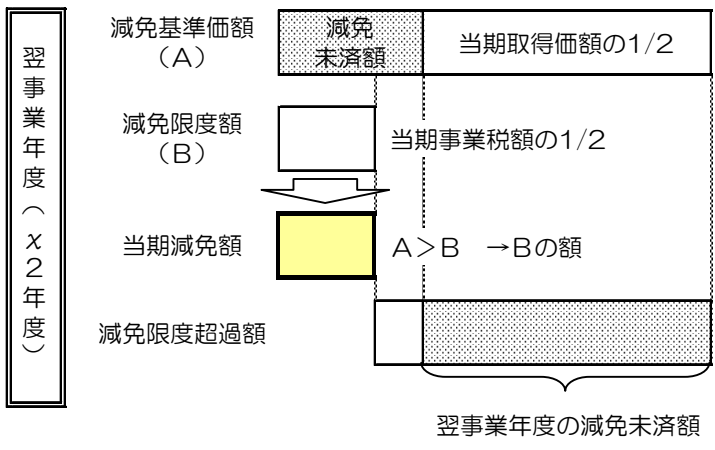 翌事業年度(χ2年度)
減免基準価額
(A)
減免
未済額
当期取得価額の1/2
減免限度額
(B)
当期事業税額の1/2
当期減免額
A>B →Bの額
減免限度超過額
翌事業年度の減免未済額